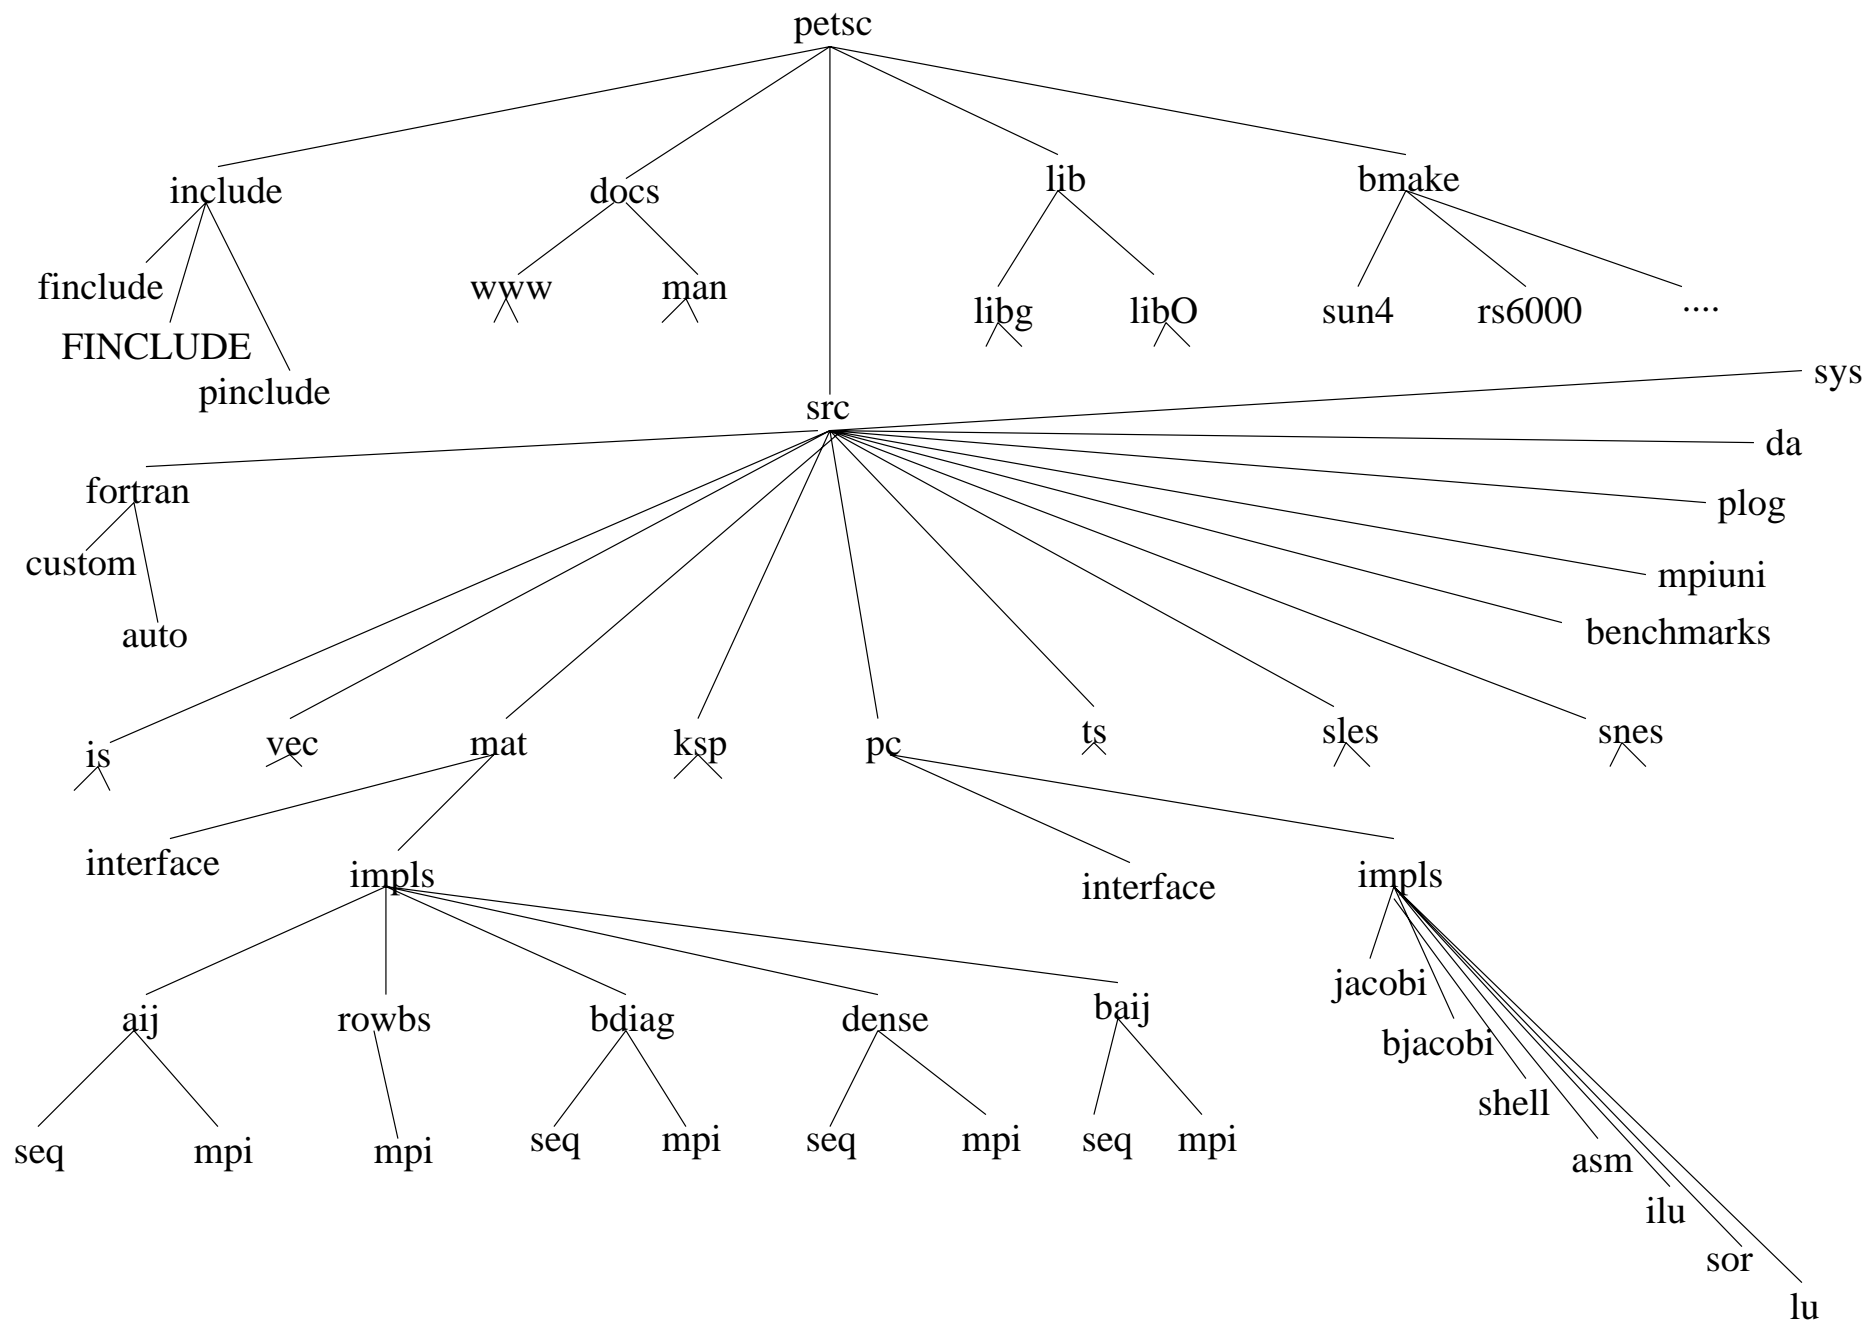 petsc
include
docs
lib
bmake
finclude
www
man
libg
libO
sun4
rs6000
....
FINCLUDE
pinclude
sys
src
da
fortran
plog
custom
mpiuni
auto
benchmarks
is
vec
mat
ksp
pc
ts
sles
snes
interface
impls
interface
impls
jacobi
aij
rowbs
bdiag
dense
baij
bjacobi
shell
seq
mpi
mpi
seq
mpi
seq
mpi
seq
mpi
asm
ilu
sor
lu